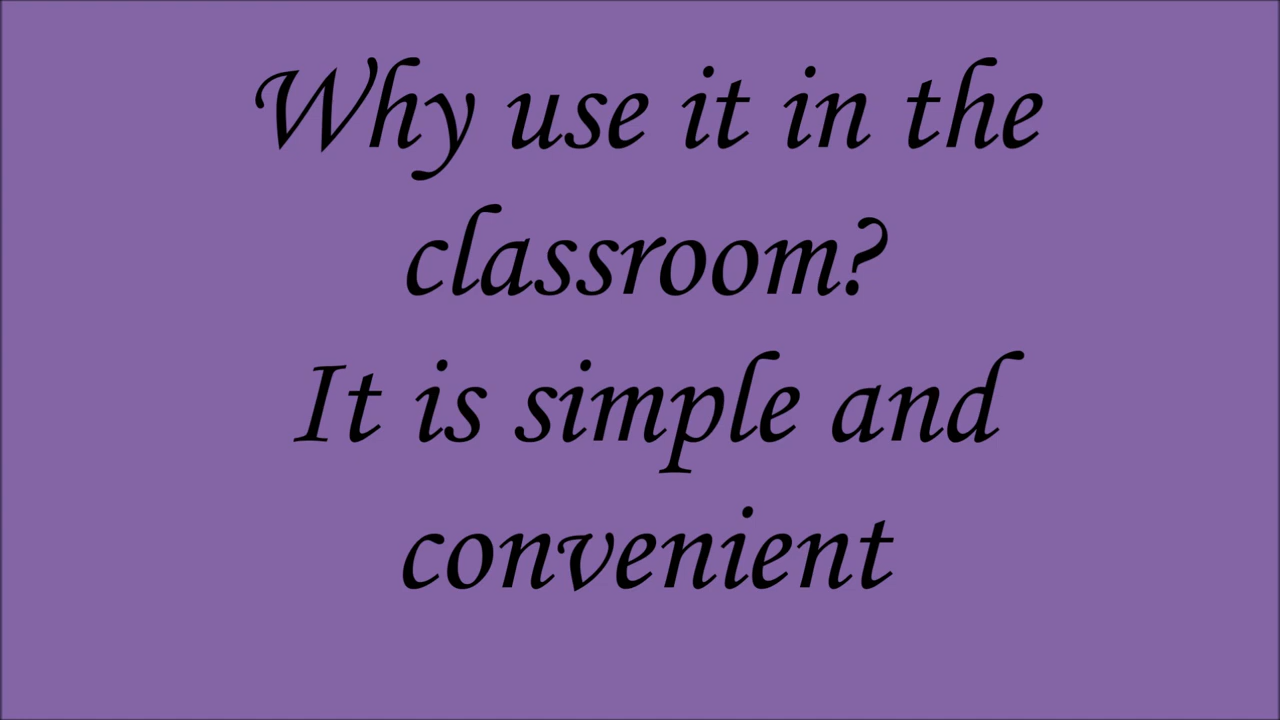 Why use it in the
classroom?
It is simple and
convenient